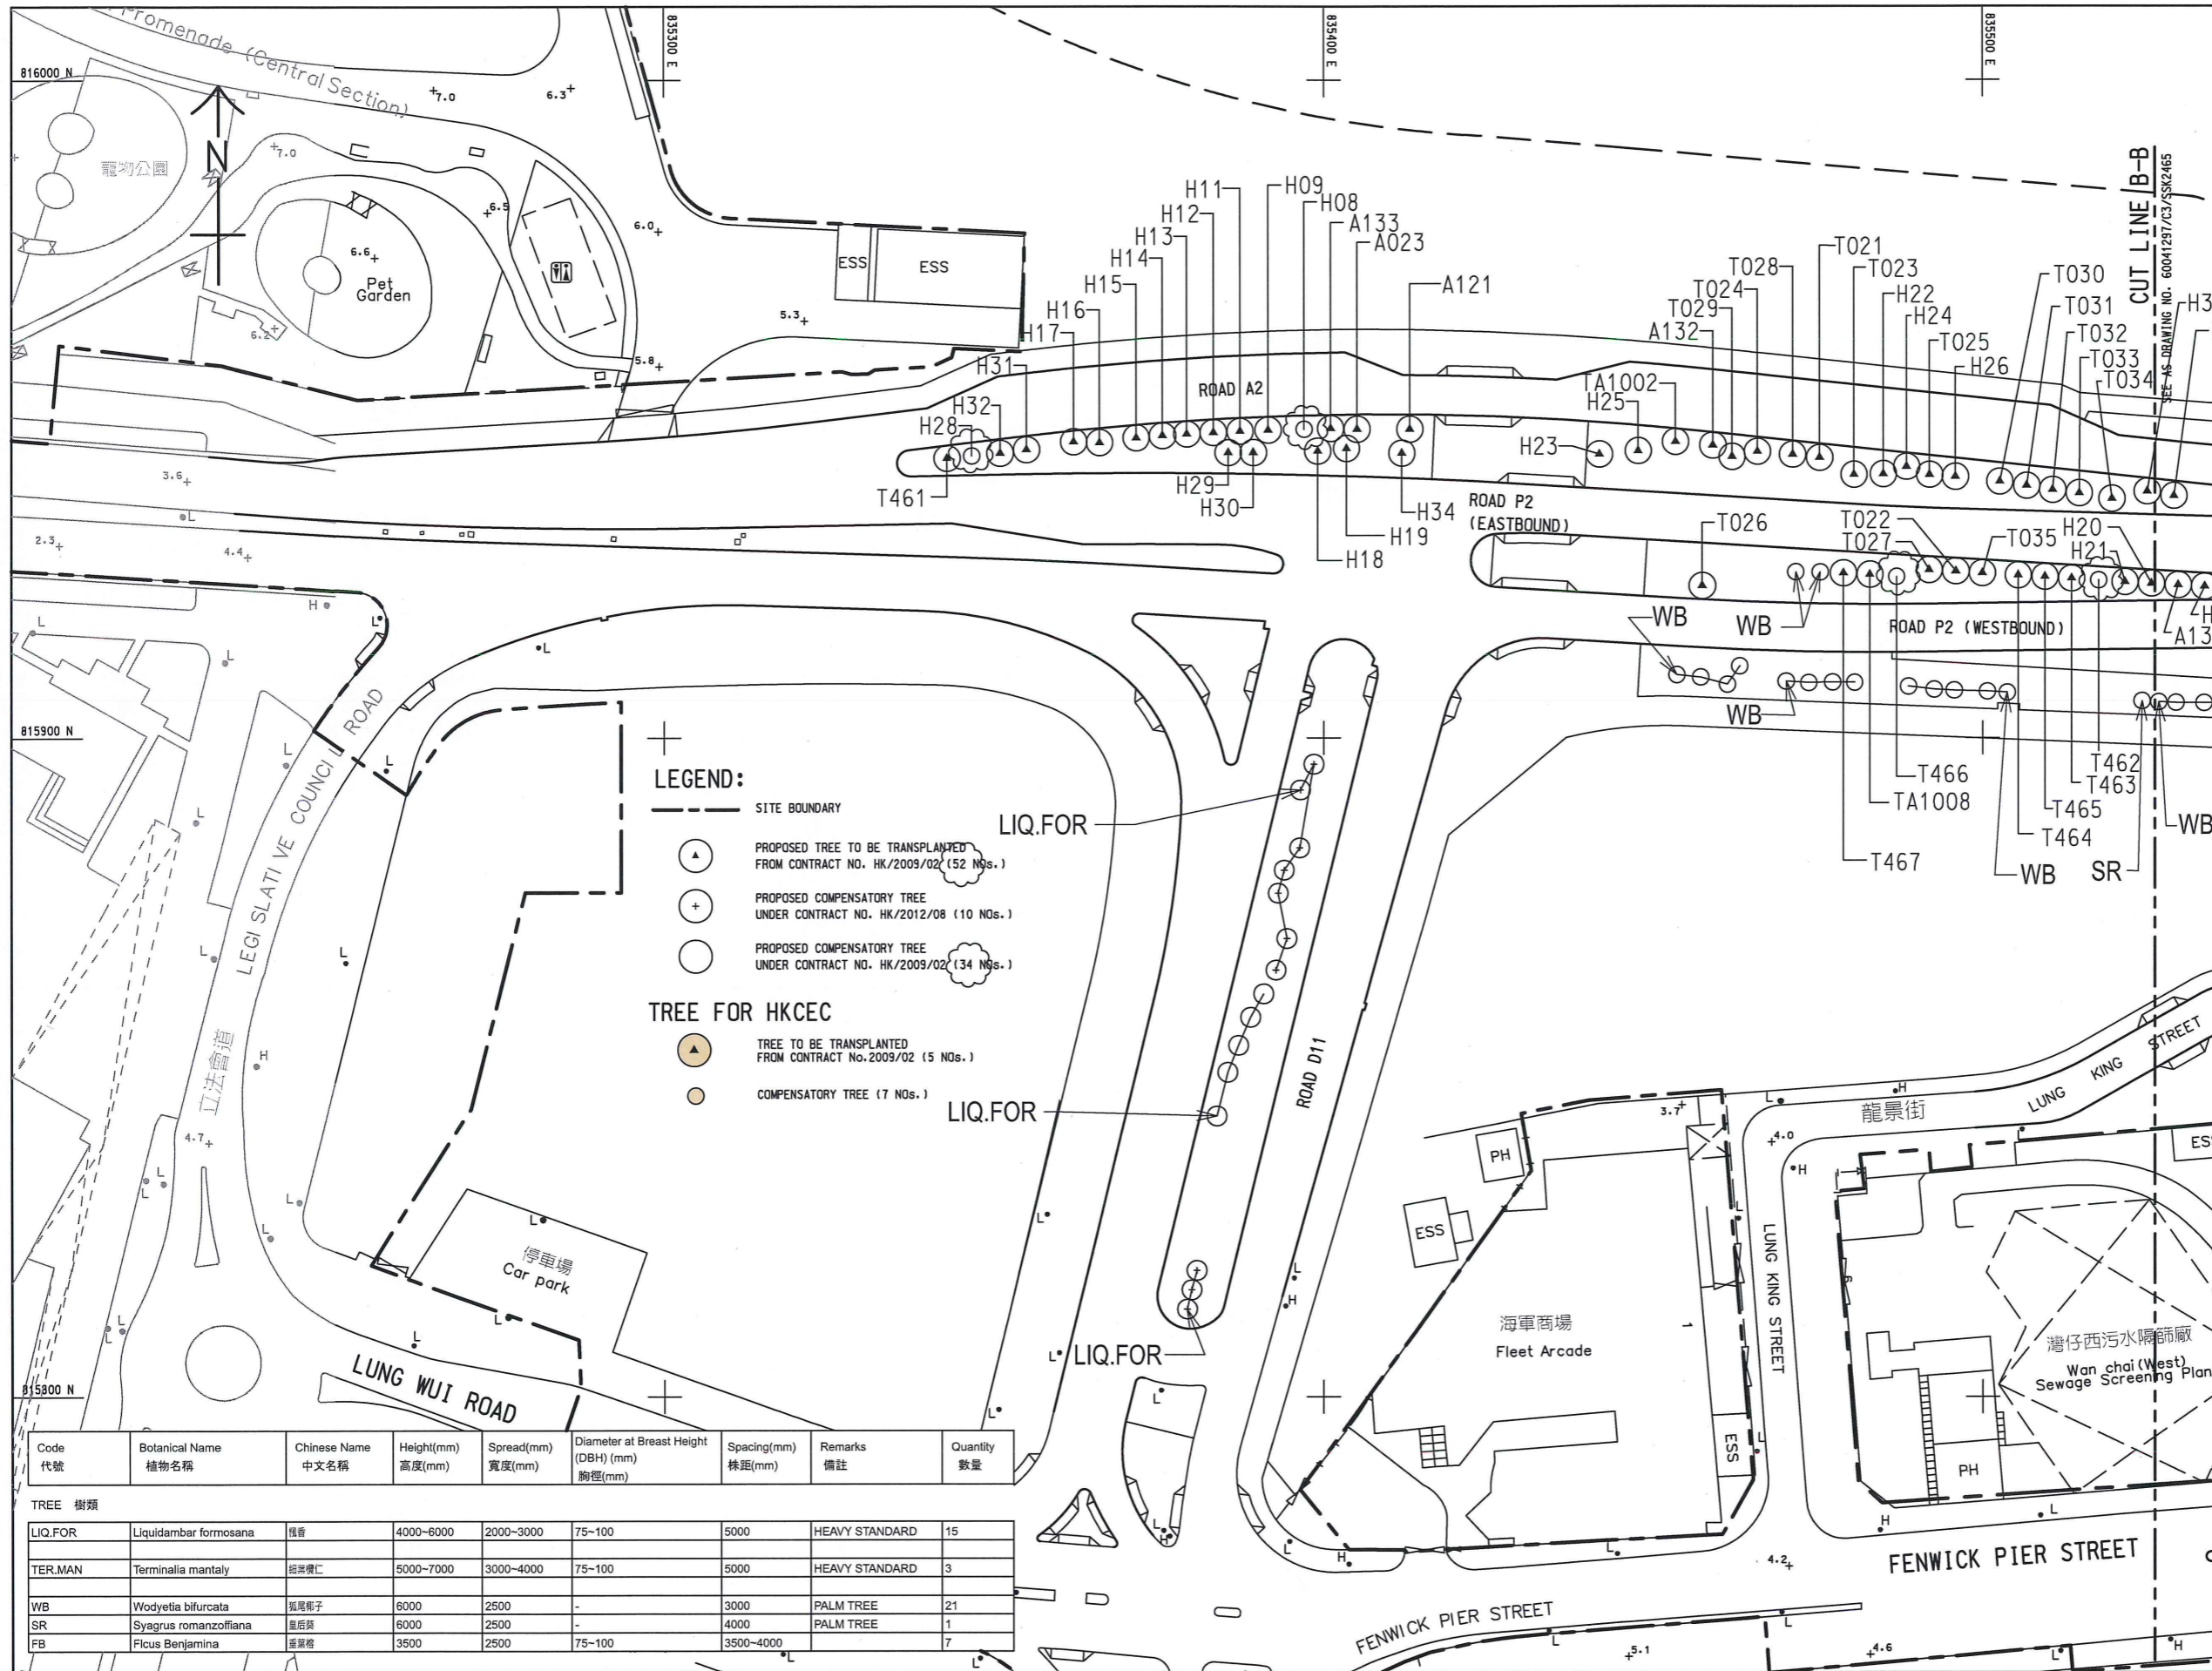 Promenade (Central Section)
835300 E
835400 E
835500 E
816000 N
+7.0
6.3+
+7.0
寵物公園
N
+6.5
6.0+
6.6+
Pet
Garden
6.2+
ESS
ESS
5.3+
5.8+
CUT LINE B-B
SEE AS DRAWING NO. 60041297/C3/SSK2465
H09
H11
H08
H12
A133
H13
A023
H14
H15
A121
H16
H17
H31
H32
H28
T461
ROAD A2
H29
H30
H34
H19
H18
T021
T028
T023
T024
H22
T029
H24
A132
T025
H26
TA1002
H25
H23
T030
T031
T032
T033
T034
H3
ROAD P2
(EASTBOUND)
T026
T022
T027
T035
H20
H21
H
A13
WB
WB
ROAD P2 (WESTBOUND)
WB
T466
TA1008
T467
T462
T463
T465
T464
WB
SR
WB
3.6+
L
2.3+
4.4+
H
L
L
L
L
815900 N
LEGISLATIVE COUNCIL ROAD
立法會道
LEGEND:
SITE BOUNDARY
PROPOSED TREE TO BE TRANSPLANTED
FROM CONTRACT NO. HK/2009/02 (52 NOs.)
PROPOSED COMPENSATORY TREE
UNDER CONTRACT NO. HK/2012/08 (10 NOs.)
PROPOSED COMPENSATORY TREE
UNDER CONTRACT NO. HK/2009/02 (34 NOs.)
TREE FOR HKCEC
TREE TO BE TRANSPLANTED
FROM CONTRACT No.2009/02 (5 NOs.)
COMPENSATORY TREE (7 NOs.)
LIQ.FOR
LIQ.FOR
LIQ.FOR
ROAD D11
4.7+
停車場
Car park
LUNG WUI ROAD
815800 N
PH
ESS
3.7+
+4.0
龍景街
LUNG KING STREET
LUNG KING STREET
海軍商場
Fleet Arcade
1
ESS
9
ES
灣仔西污水隔篩廠
Wan chai(West)
Sewage Screening Plan
PH
FENWICK PIER STREET
4.2+
FENWICK PIER STREET
+5.1
+4.6
Code Botanical Name Chinese Name Height(mm) Spread(mm) Diameter at Breast Height Spacing(mm) Remarks Quantity
代號 植物名稱 中文名稱 高度(mm) 寬度(mm) (DBH) (mm) 株距(mm) 備註 數量
胸徑(mm)
TREE 樹類
LIQ.FOR Liquidambar formosana 楓香 4000~6000 2000~3000 75~100 5000 HEAVY STANDARD 15
TER.MAN Terminalia mantaly 細葉欖仁 5000~7000 3000~4000 75~100 5000 HEAVY STANDARD 3
WB Wodyetia bifurcata 狐尾椰子 6000 2500 - 3000 PALM TREE 21
SR Syagrus romanzoffiana 皇后葵 6000 2500 - 4000 PALM TREE 1
FB Ficus Benjamina 垂葉榕 3500 2500 75~100 3500~4000 7